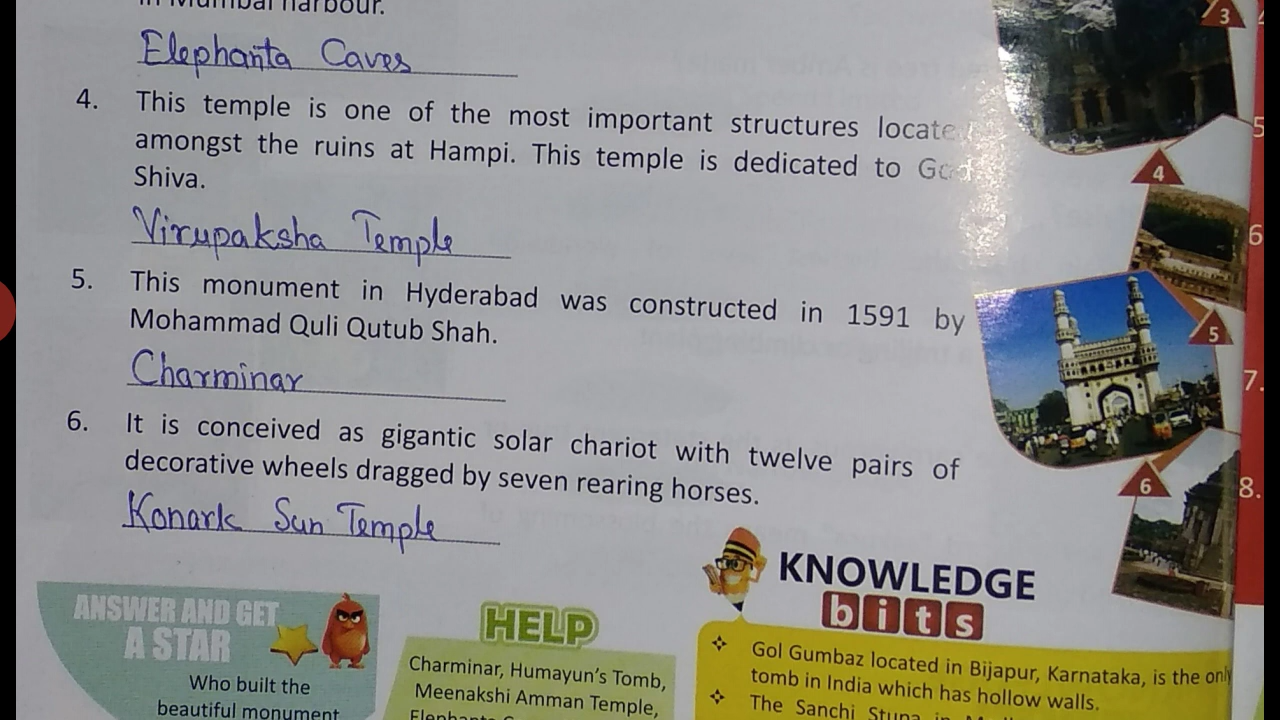 in Mumbai harbour.
Elephanta Caves
4. This temple is one of the most important structures locate
amongst the ruins at Hampi. This temple is dedicated to God
Shiva.
Virupaksha Temple
5. This monument in Hyderabad was constructed in 1591 by
Mohammad Quli Qutub Shah.
Charminar
6. It is conceived as gigantic solar chariot with twelve pairs of
decorative wheels dragged by seven rearing horses.
Konark Sun Temple
3
4
5
6
5
6
7.
8.
ANSWER AND GET
A STAR
Who built the
beautiful monument
HELP
Charminar, Humayun's Tomb,
Meenakshi Amman Temple,
KNOWLEDGE
bits
Gol Gumbaz located in Bijapur, Karnataka, is the only
tomb in India which has hollow walls.
The Sanchi Stupa in